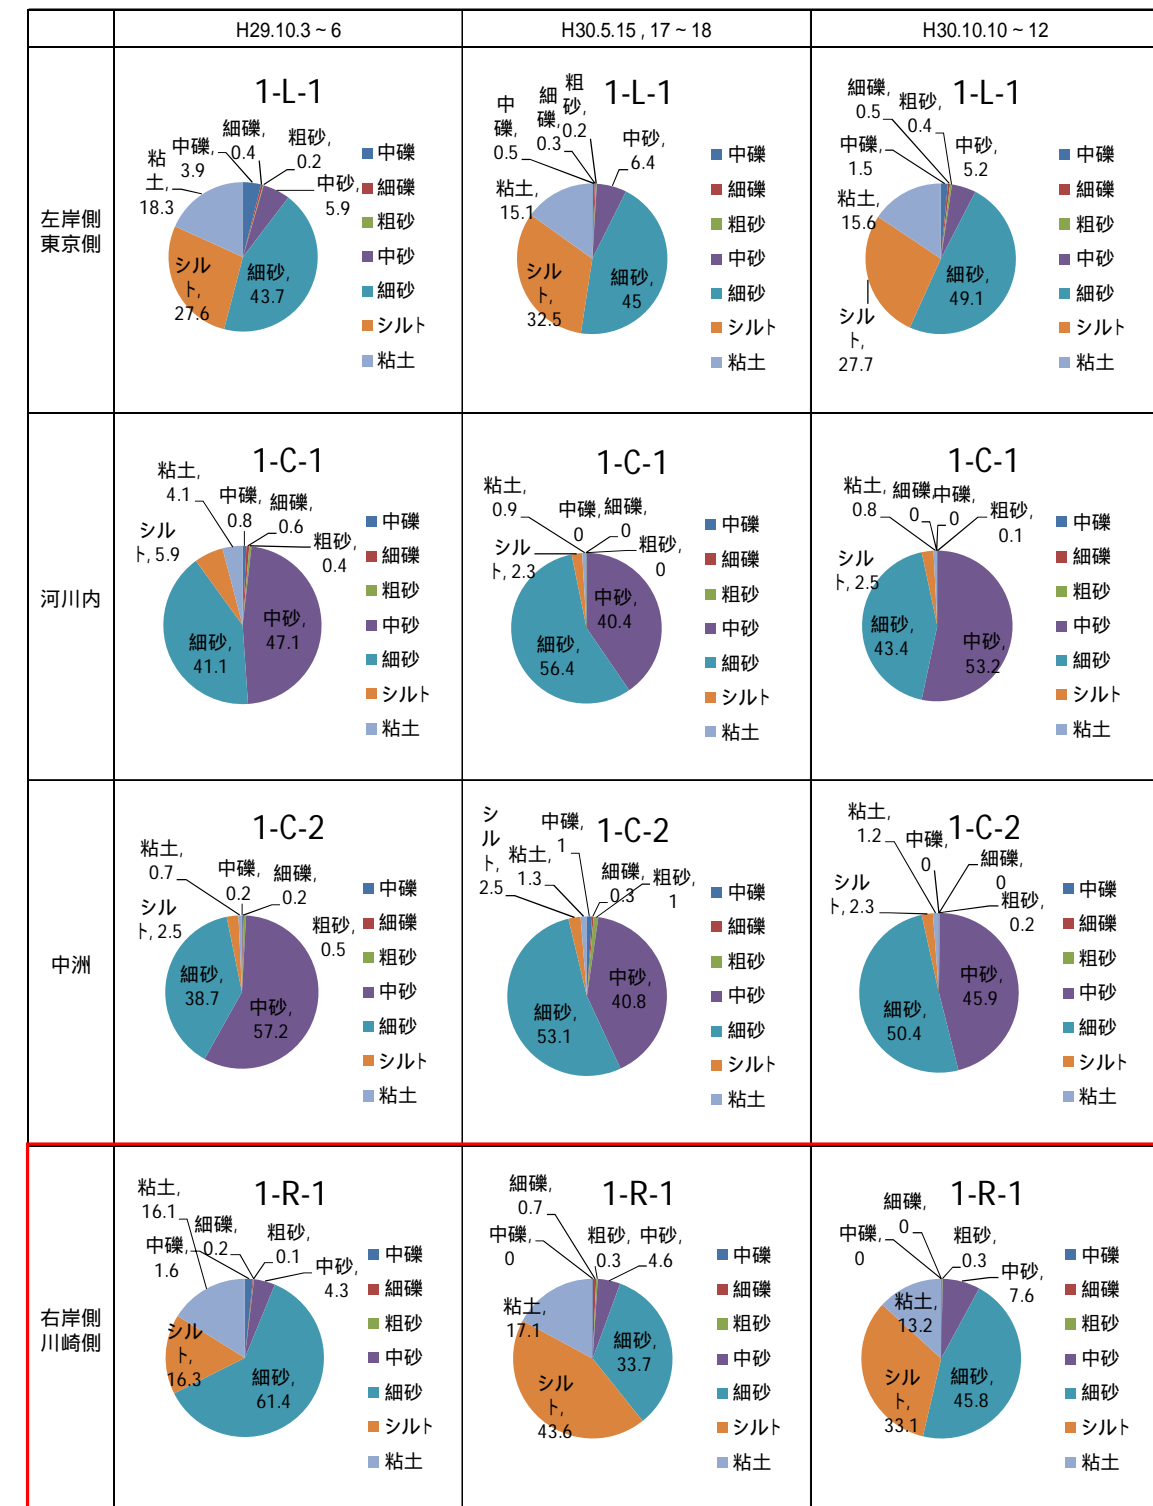 H29.10.3 ~ 6
H30.5.15 , 17 ~ 18
H30.10.10 ~ 12
左岸側
東京側
1-L-1
中礫,
3.9
細礫,
0.4
粗砂,
0.2
中砂,
5.9
細砂,
43.7
シル
ト,
27.6
粘
土,
18.3
中礫
細礫
粗砂
中砂
細砂
シルト
粘土
1-L-1
中
礫,
0.5
細
礫,
0.3
粗
砂,
0.2
中砂,
6.4
細砂,
45
シル
ト,
32.5
粘土,
15.1
中礫
細礫
粗砂
中砂
細砂
シルト
粘土
1-L-1
中礫,
1.5
細礫,
0.5
粗砂,
0.4
中砂,
5.2
細砂,
49.1
シル
ト,
27.7
粘土,
15.6
中礫
細礫
粗砂
中砂
細砂
シルト
粘土
河川内
1-C-1
中礫,
0.8
細礫,
0.6
粗砂,
0.4
中砂,
47.1
細砂,
41.1
シル
ト, 5.9
粘土,
4.1
中礫
細礫
粗砂
中砂
細砂
シルト
粘土
1-C-1
中礫,
0
細礫,
0
粗砂,
0
中砂,
40.4
細砂,
56.4
シル
ト, 2.3
粘土,
0.9
中礫
細礫
粗砂
中砂
細砂
シルト
粘土
1-C-1
中礫,
0
細礫,
0
粗砂,
0.1
中砂,
53.2
細砂,
43.4
シル
ト, 2.5
粘土,
0.8
中礫
細礫
粗砂
中砂
細砂
シルト
粘土
中洲
1-C-2
中礫,
0.2
細礫,
0.2
粗砂,
0.5
中砂,
57.2
細砂,
38.7
シル
ト, 2.5
粘土,
0.7
中礫
細礫
粗砂
中砂
細砂
シルト
粘土
1-C-2
中礫,
1
細礫,
0.3
粗砂,
1
中砂,
40.8
細砂,
53.1
シ
ル
ト,
2.5
粘土,
1.3
中礫
細礫
粗砂
中砂
細砂
シルト
粘土
1-C-2
中礫,
0
細礫,
0
粗砂,
0.2
中砂,
45.9
細砂,
50.4
シル
ト, 2.3
粘土,
1.2
中礫
細礫
粗砂
中砂
細砂
シルト
粘土
右岸側
川崎側
1-R-1
中礫,
1.6
細礫,
0.2
粗砂,
0.1
中砂,
4.3
細砂,
61.4
シル
ト,
16.3
粘土,
16.1
中礫
細礫
粗砂
中砂
細砂
シルト
粘土
1-R-1
中礫,
0
細礫,
0.7
粗砂,
0.3
中砂,
4.6
細砂,
33.7
シル
ト,
43.6
粘土,
17.1
中礫
細礫
粗砂
中砂
細砂
シルト
粘土
1-R-1
中礫,
0
細礫,
0
粗砂,
0.3
中砂,
7.6
細砂,
45.8
シル
ト,
33.1
粘土,
13.2
中礫
細礫
粗砂
中砂
細砂
シルト
粘土